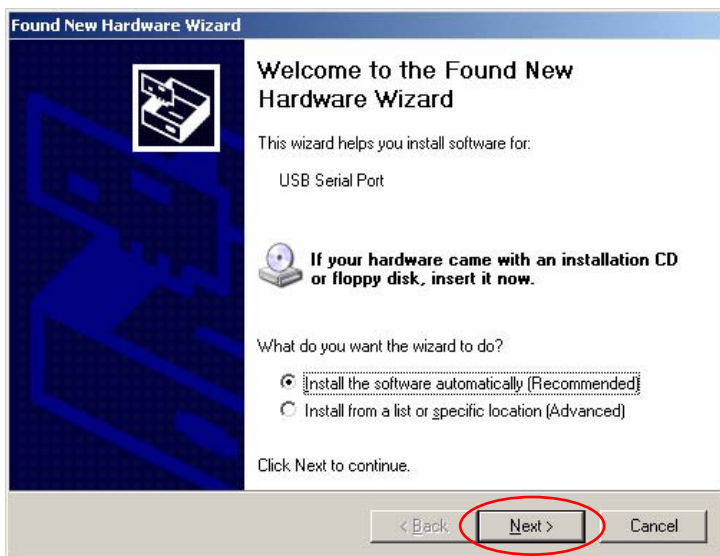 Found New Hardware Wizard
Welcome to the Found New
Hardware Wizard
This wizard helps you install software for:
USB Serial Port
If your hardware came with an installation CD
or floppy disk, insert it now.
What do you want the wizard to do?
Install the software automatically (Recommended)
Install from a list or specific location (Advanced)
Click Next to continue.
< Back Next > Cancel